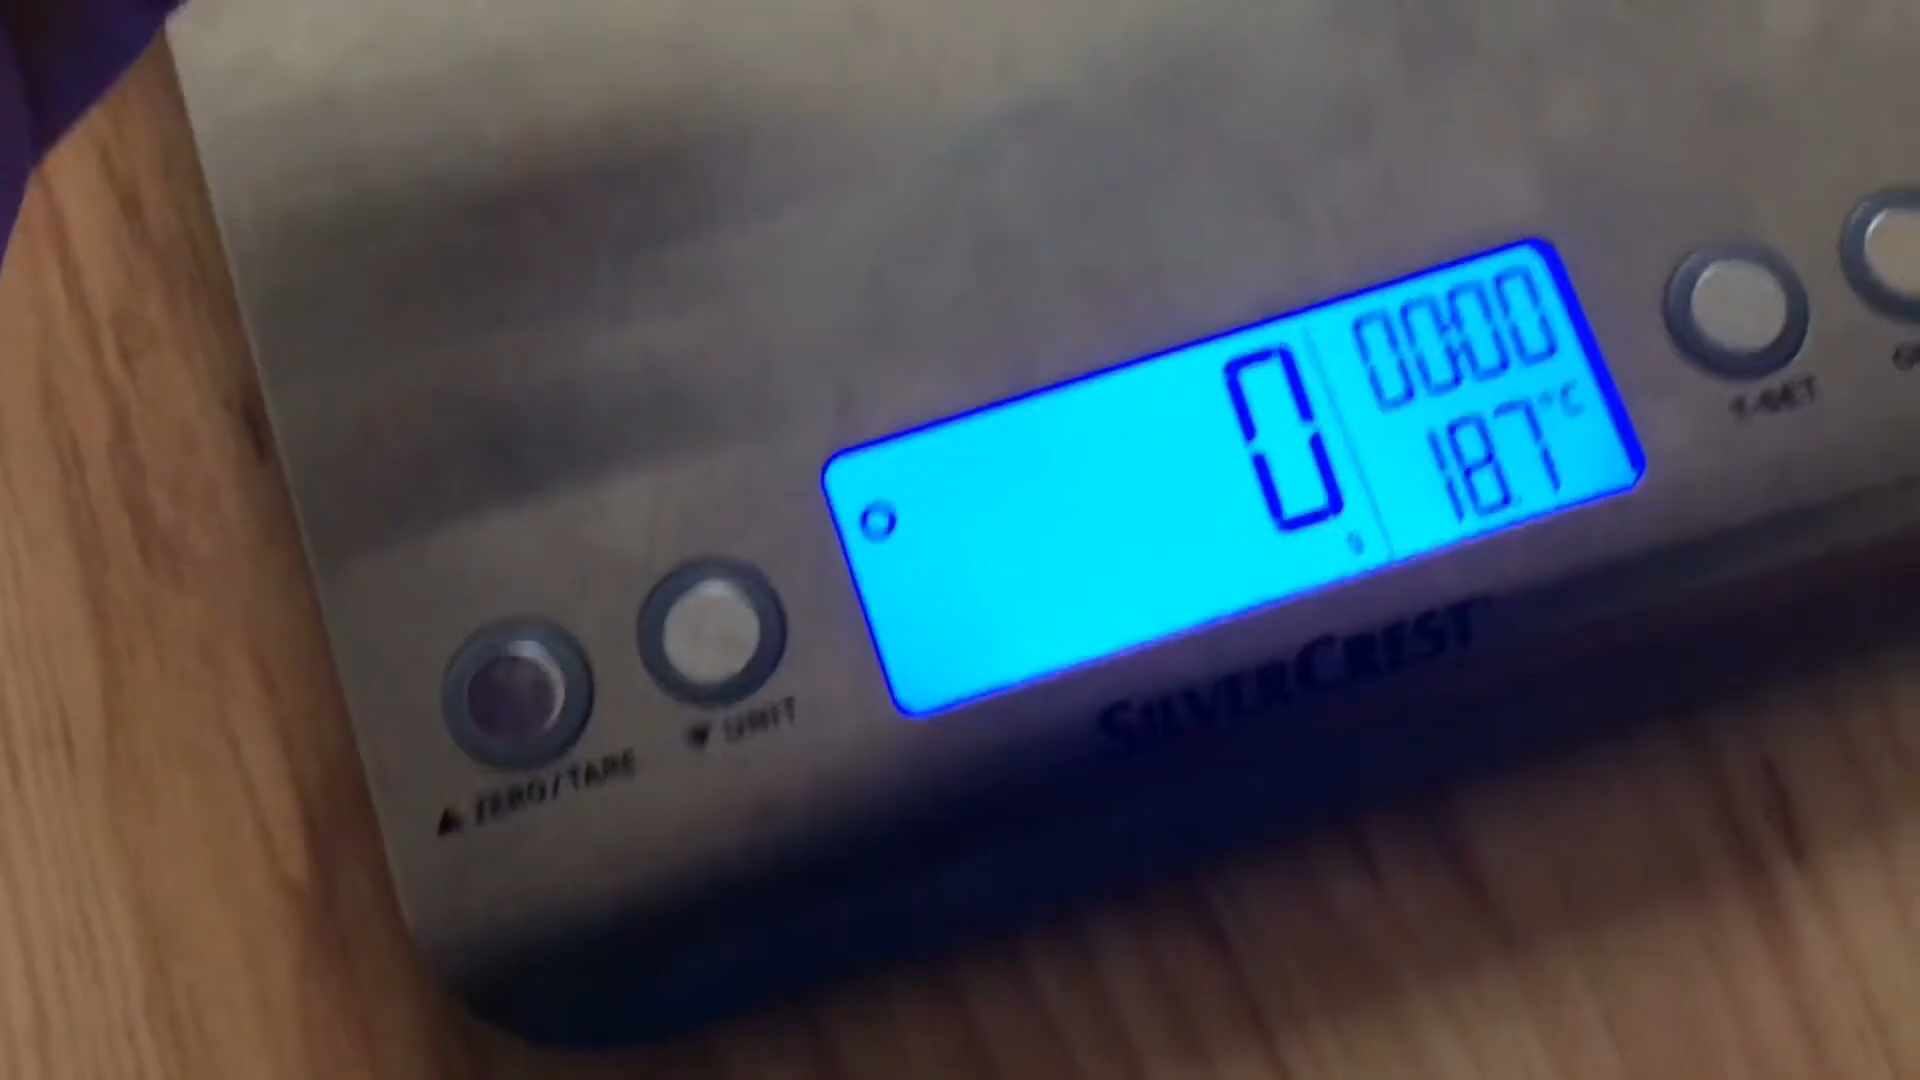 00:00
0
18.7 °C
g
SILVERCREST
▼ UNIT
▲ ZERO/TARE
T-SET